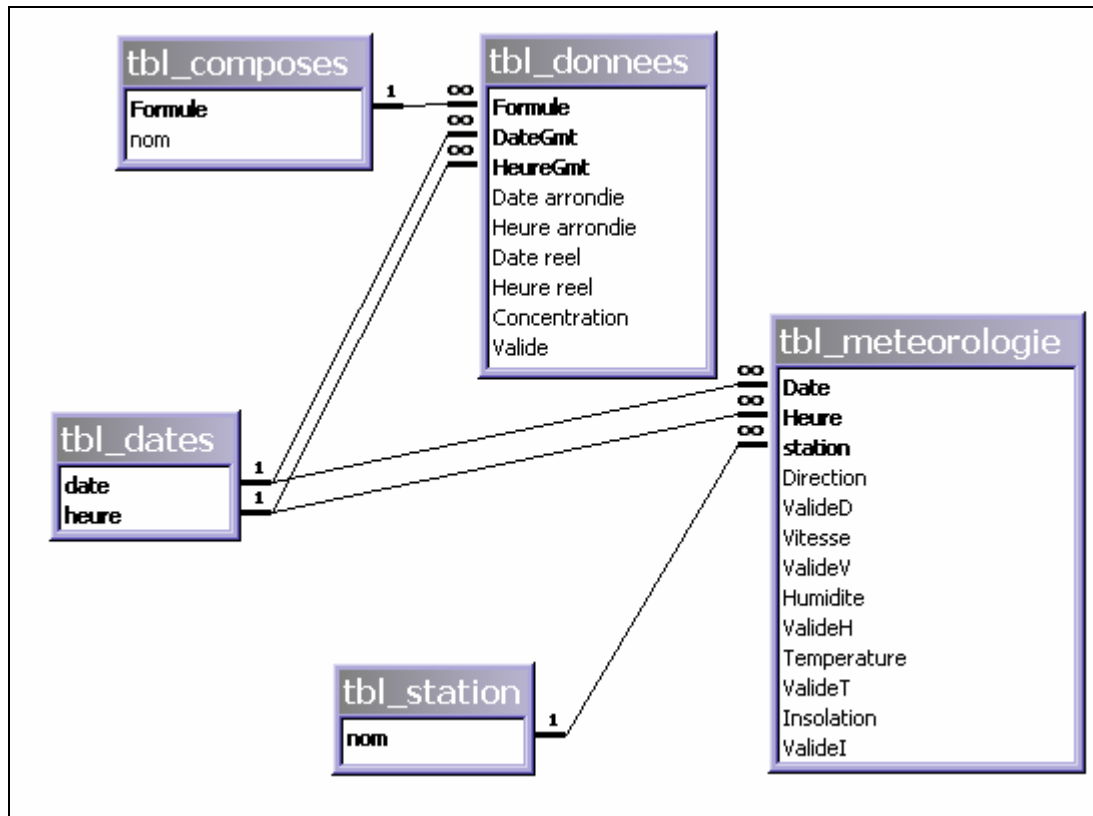 tbl_composes
Formule
nom
1
tbl_donnees
∞
Formule
∞
DateGmt
∞
HeureGmt
Date arrondie
Heure arrondie
Date reel
Heure reel
Concentration
Valide
tbl_dates
date
1
heure
1
tbl_meteorologie
∞
Date
∞
Heure
∞
station
Direction
ValideD
Vitesse
ValideV
Humidite
ValideH
Temperature
ValideT
Insolation
ValideI
tbl_station
nom
1